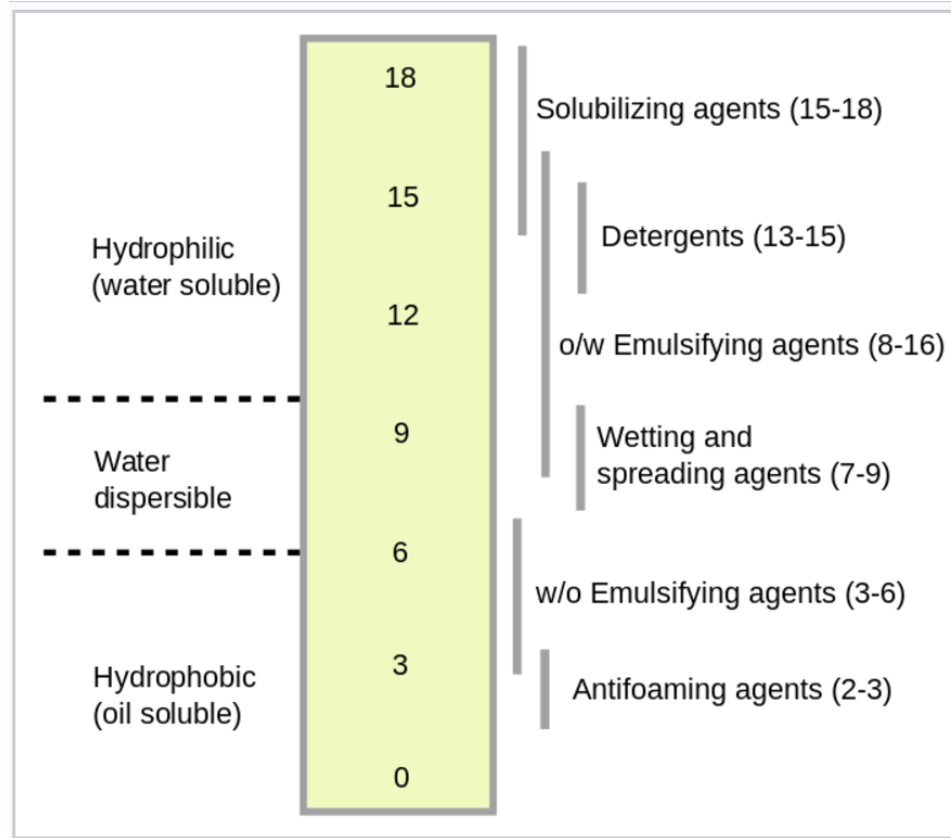 18
Solubilizing agents (15-18)
15
Detergents (13-15)
Hydrophilic
(water soluble)
12
o/w Emulsifying agents (8-16)
9
Wetting and
spreading agents (7-9)
Water
dispersible
6
w/o Emulsifying agents (3-6)
3
Hydrophobic
(oil soluble)
Antifoaming agents (2-3)
0